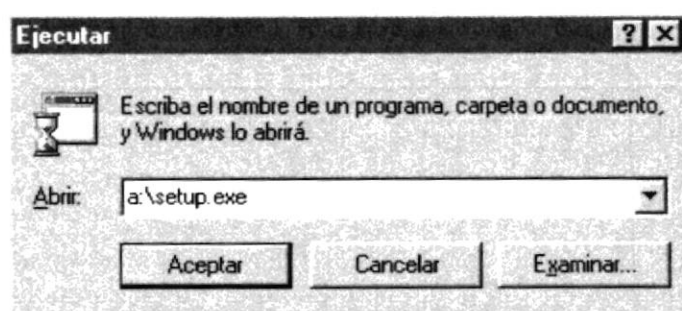 Ejecutar
Escriba el nombre de un programa, carpeta o documento,
y Windows lo abrirá.
Abrir: a:\setup.exe
Aceptar Cancelar Examinar...